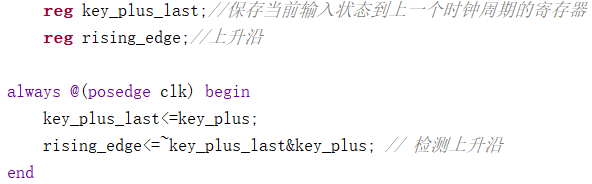 reg key_plus_last;//保存当前输入状态到上一个时钟周期的寄存器
reg rising_edge;//上升沿
always @(posedge clk) begin
key_plus_last<=key_plus;
rising_edge<=~key_plus_last&key_plus; // 检测上升沿
end